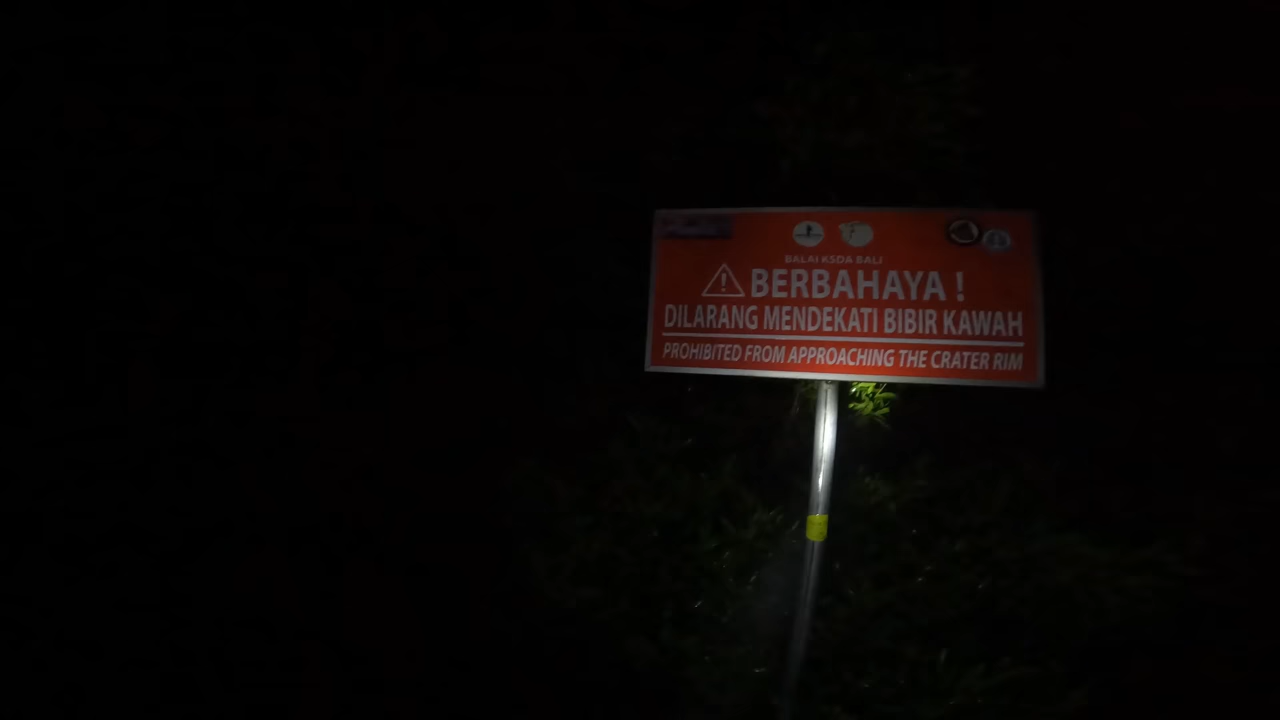 BALAI KSDA BALI
BERBAHAYA !
DILARANG MENDEKATI BIBIR KAWAH
PROHIBITED FROM APPROACHING THE CRATER RIM